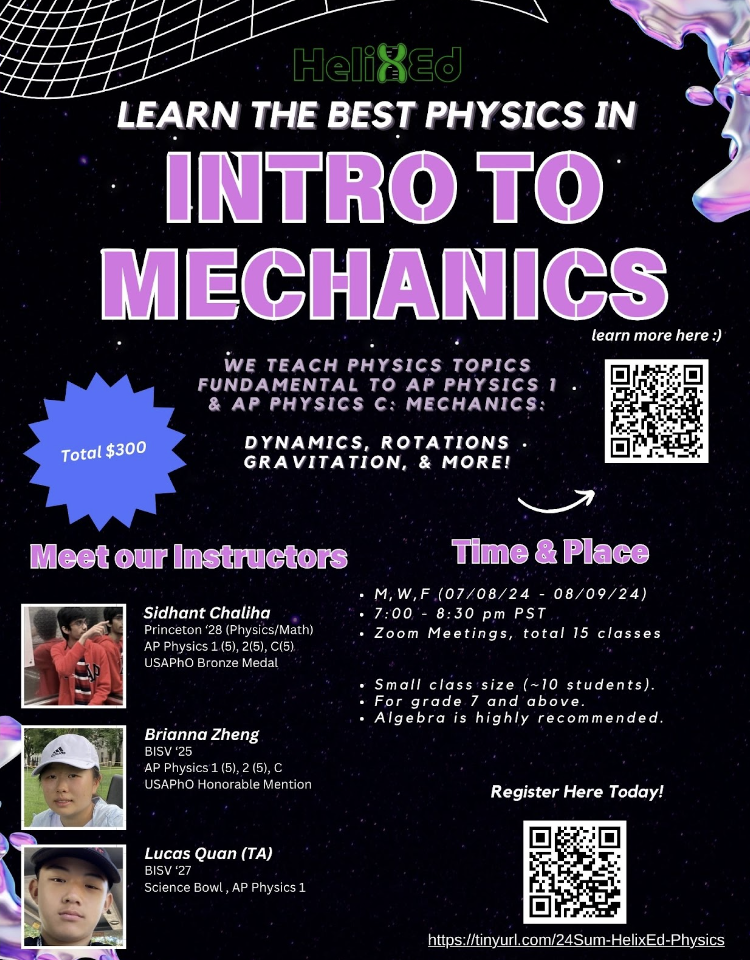 HelixEd
LEARN THE BEST PHYSICS IN
INTRO TO
MECHANICS
learn more here :)
WE TEACH PHYSICS TOPICS
FUNDAMENTAL TO AP PHYSICS 1
& AP PHYSICS C: MECHANICS:
DYNAMICS, ROTATIONS
GRAVITATION, & MORE!
Total $300
Meet our Instructors
Sidhant Chaliha
Princeton ‘28 (Physics/Math)
AP Physics 1 (5), 2(5), C(5)
USAPhO Bronze Medal
Brianna Zheng
BISV ‘25
AP Physics 1 (5), 2 (5), C
USAPhO Honorable Mention
Lucas Quan (TA)
BISV ‘27
Science Bowl , AP Physics 1
Time & Place
• M,W,F (07/08/24 - 08/09/24)
• 7:00 - 8:30 pm PST
• Zoom Meetings, total 15 classes
• Small class size (~10 students).
• For grade 7 and above.
• Algebra is highly recommended.
Register Here Today!
https://tinyurl.com/24Sum-HelixEd-Physics